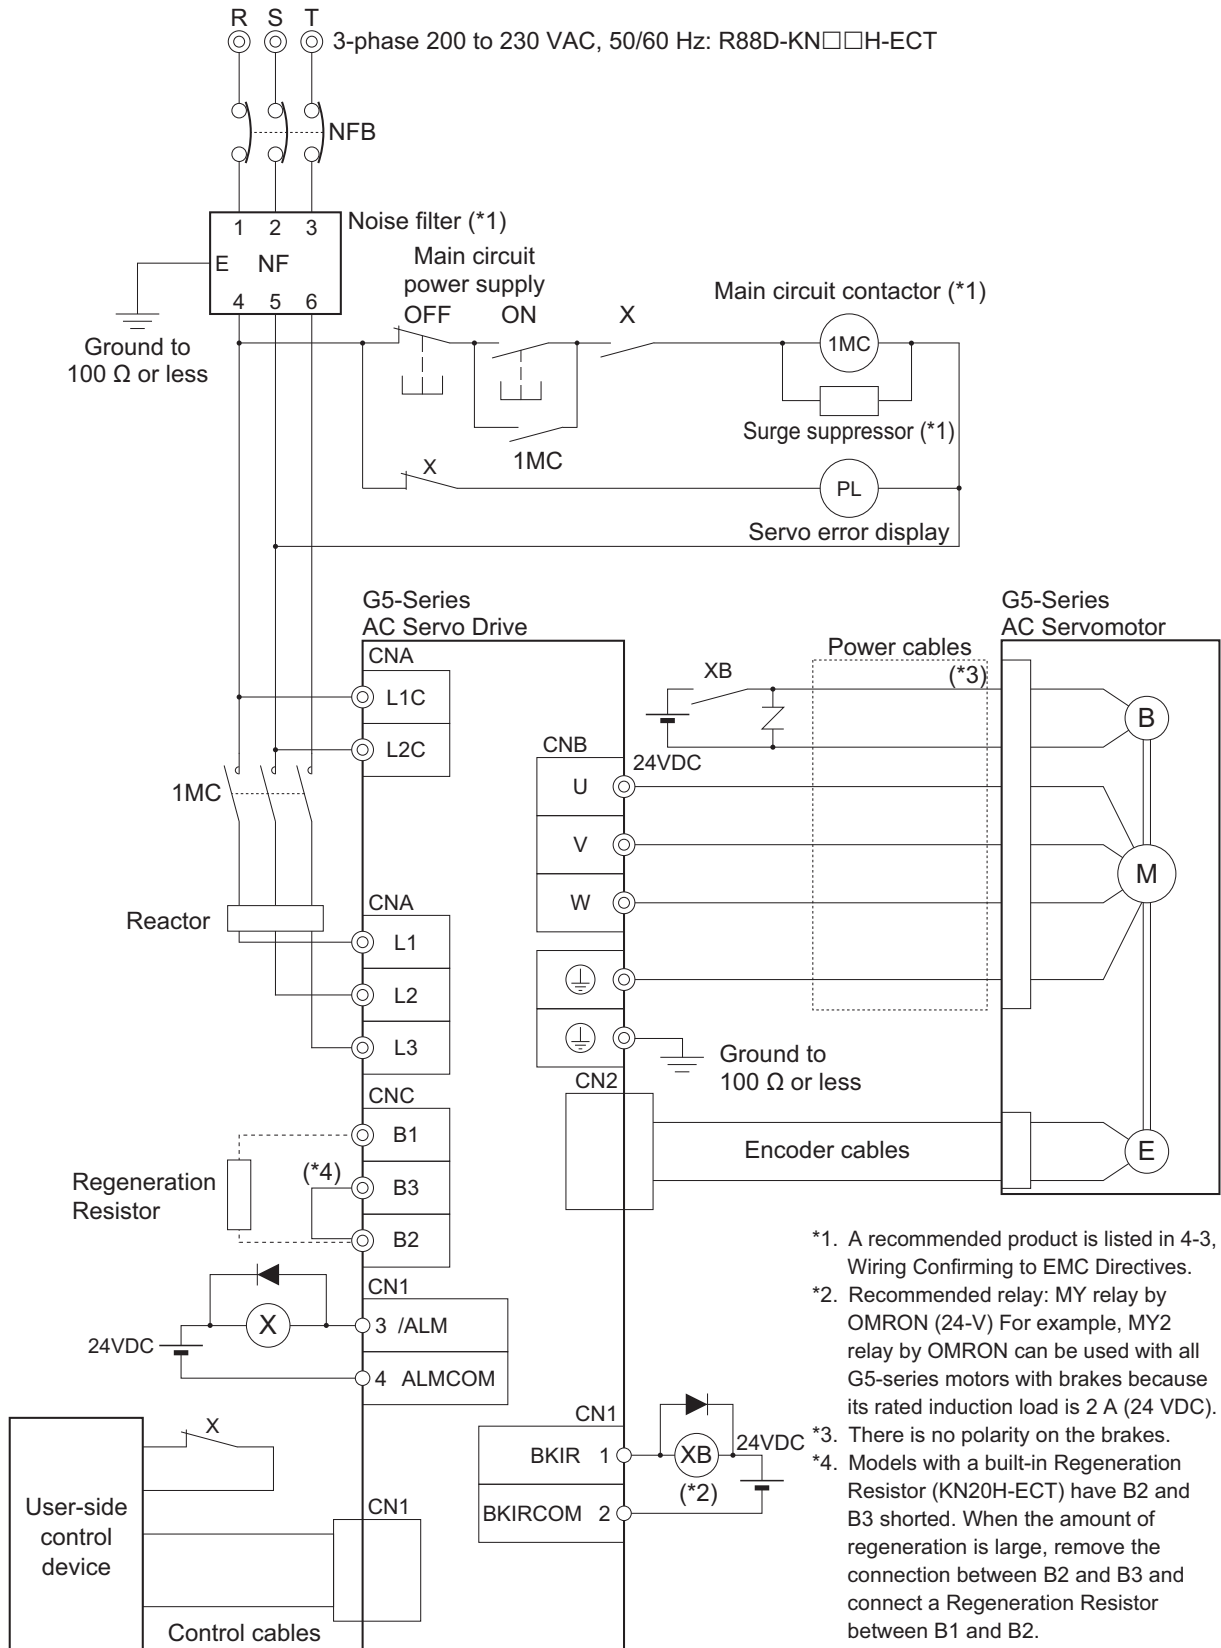 R S T
3-phase 200 to 230 VAC, 50/60 Hz: R88D-KN□□H-ECT
NFB
1 2 3
Noise filter (*1)
E NF
4 5 6
Ground to
100 Ω or less
Main circuit
power supply
OFF ON X
Main circuit contactor (*1)
1MC
Surge suppressor (*1)
1MC
X
PL
Servo error display
G5-Series
AC Servo Drive
G5-Series
AC Servomotor
CNA
L1C
L2C
XB
Power cables
(*3)
B
24VDC
CNB
U
V
W
M
1MC
Reactor
CNA
L1
L2
L3
Ground to
100 Ω or less
CN2
Encoder cables
E
CNC
B1
B3
B2
(*4)
Regeneration
Resistor
CN1
X
3 /ALM
24VDC
4 ALMCOM
X
User-side
control
device
CN1
Control cables
CN1
BKIR 1
XB
24VDC
(*2)
BKIRCOM 2
*1. A recommended product is listed in 4-3,
Wiring Confirming to EMC Directives.
*2. Recommended relay: MY relay by
OMRON (24-V) For example, MY2
relay by OMRON can be used with all
G5-series motors with brakes because
its rated induction load is 2 A (24 VDC).
*3. There is no polarity on the brakes.
*4. Models with a built-in Regeneration
Resistor (KN20H-ECT) have B2 and
B3 shorted. When the amount of
regeneration is large, remove the
connection between B2 and B3 and
connect a Regeneration Resistor
between B1 and B2.